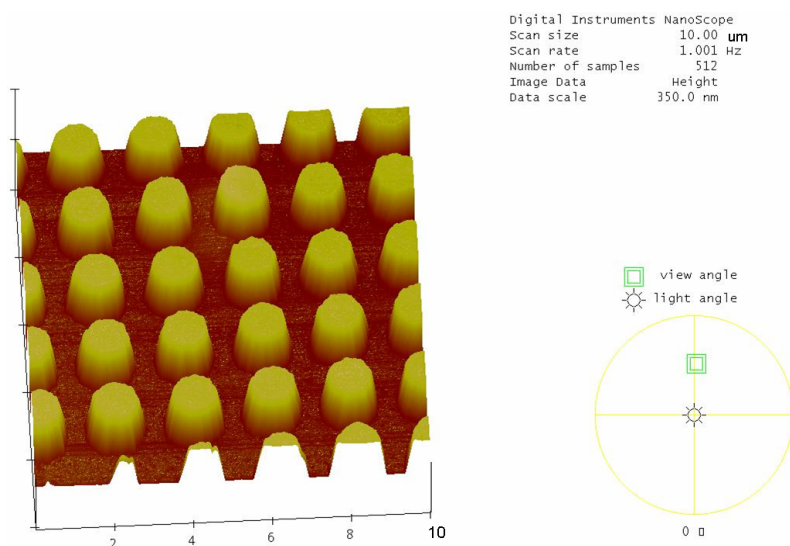 Digital Instruments NanoScope
Scan size 10.00 um
Scan rate 1.001 Hz
Number of samples 512
Image Data Height
Data scale 350.0 nm
view angle
light angle
2 4 6 8 10
0